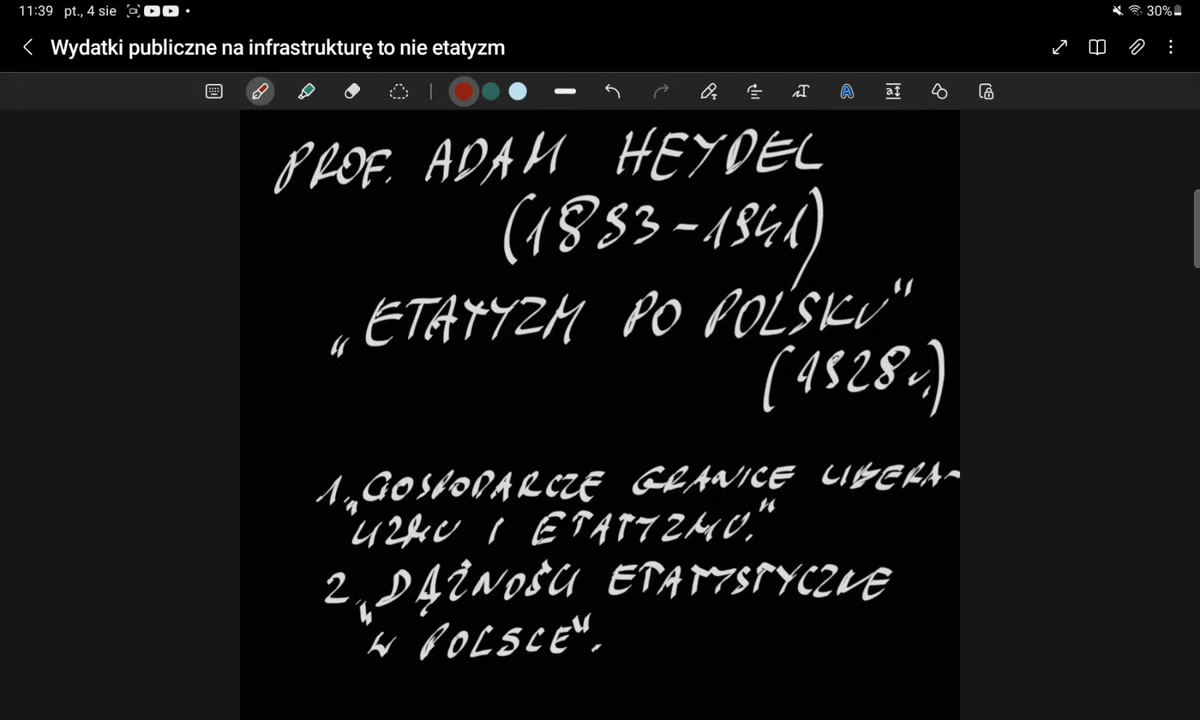 11:39 pt., 4 sie
30%
Wydatki publiczne na infrastrukturę to nie etatyzm
PROF. ADAM HEYDEL
(1893-1941)
„ETATYZM PO POLSKU"
(1928r.)
1. „GOSPODARCZE GRANICE LIBERA-
LIZMU I ETATYZMU."
2. „DĄŻNOŚCI ETATYSTYCZNE
W POLSCE".